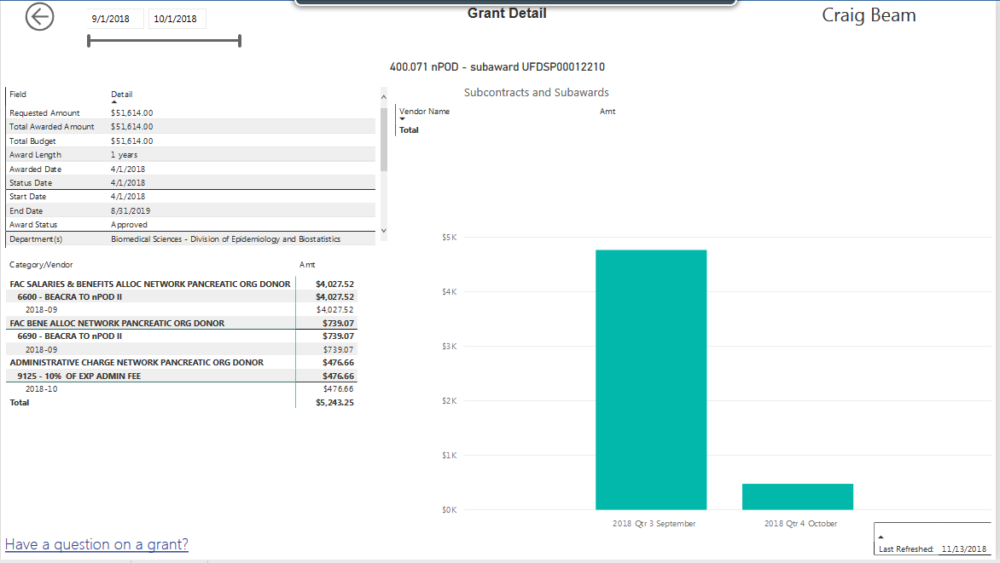 Grant Detail
Craig Beam
9/1/2018 10/1/2018
400.071 nPOD - subaward UFDSP00012210
Field Detail
Requested Amount $51,614.00
Total Awarded Amount $51,614.00
Total Budget $51,614.00
Award Length 1 years
Awarded Date 4/1/2018
Status Date 4/1/2018
Start Date 4/1/2018
End Date 8/31/2019
Award Status Approved
Department(s) Biomedical Sciences - Division of Epidemiology and Biostatistics
Subcontracts and Subawards
Vendor Name Amt
Total
Category/Vendor Amt
FAC SALARIES & BENEFITS ALLOC NETWORK PANCREATIC ORG DONOR $4,027.52
6600 - BEACRA TO nPOD II $4,027.52
2018-09 $4,027.52
FAC BENE ALLOC NETWORK PANCREATIC ORG DONOR $739.07
6690 - BEACRA TO nPOD II $739.07
2018-09 $739.07
ADMINISTRATIVE CHARGE NETWORK PANCREATIC ORG DONOR $476.66
9125 - 10% OF EXP ADMIN FEE $476.66
2018-10 $476.66
Total $5,243.25
$5K
$4K
$3K
$2K
$1K
$0K
2018 Qtr 3 September 2018 Qtr 4 October
Have a question on a grant?
Last Refreshed: 11/13/2018